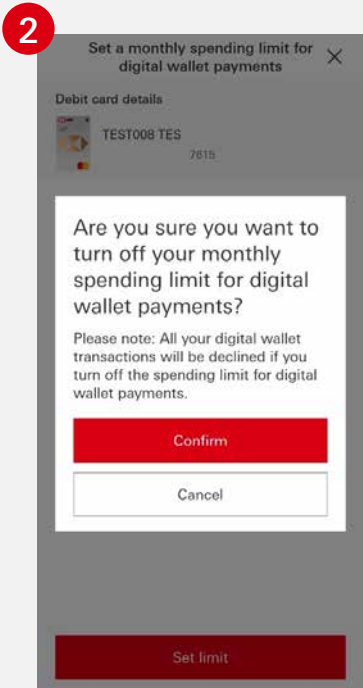 2
Set a monthly spending limit for
digital wallet payments
Debit card details
TEST008 TES
7615
Are you sure you want to
turn off your monthly
spending limit for digital
wallet payments?
Please note: All your digital wallet
transactions will be declined if you
turn off the spending limit for digital
wallet payments.
Confirm
Cancel
Set limit